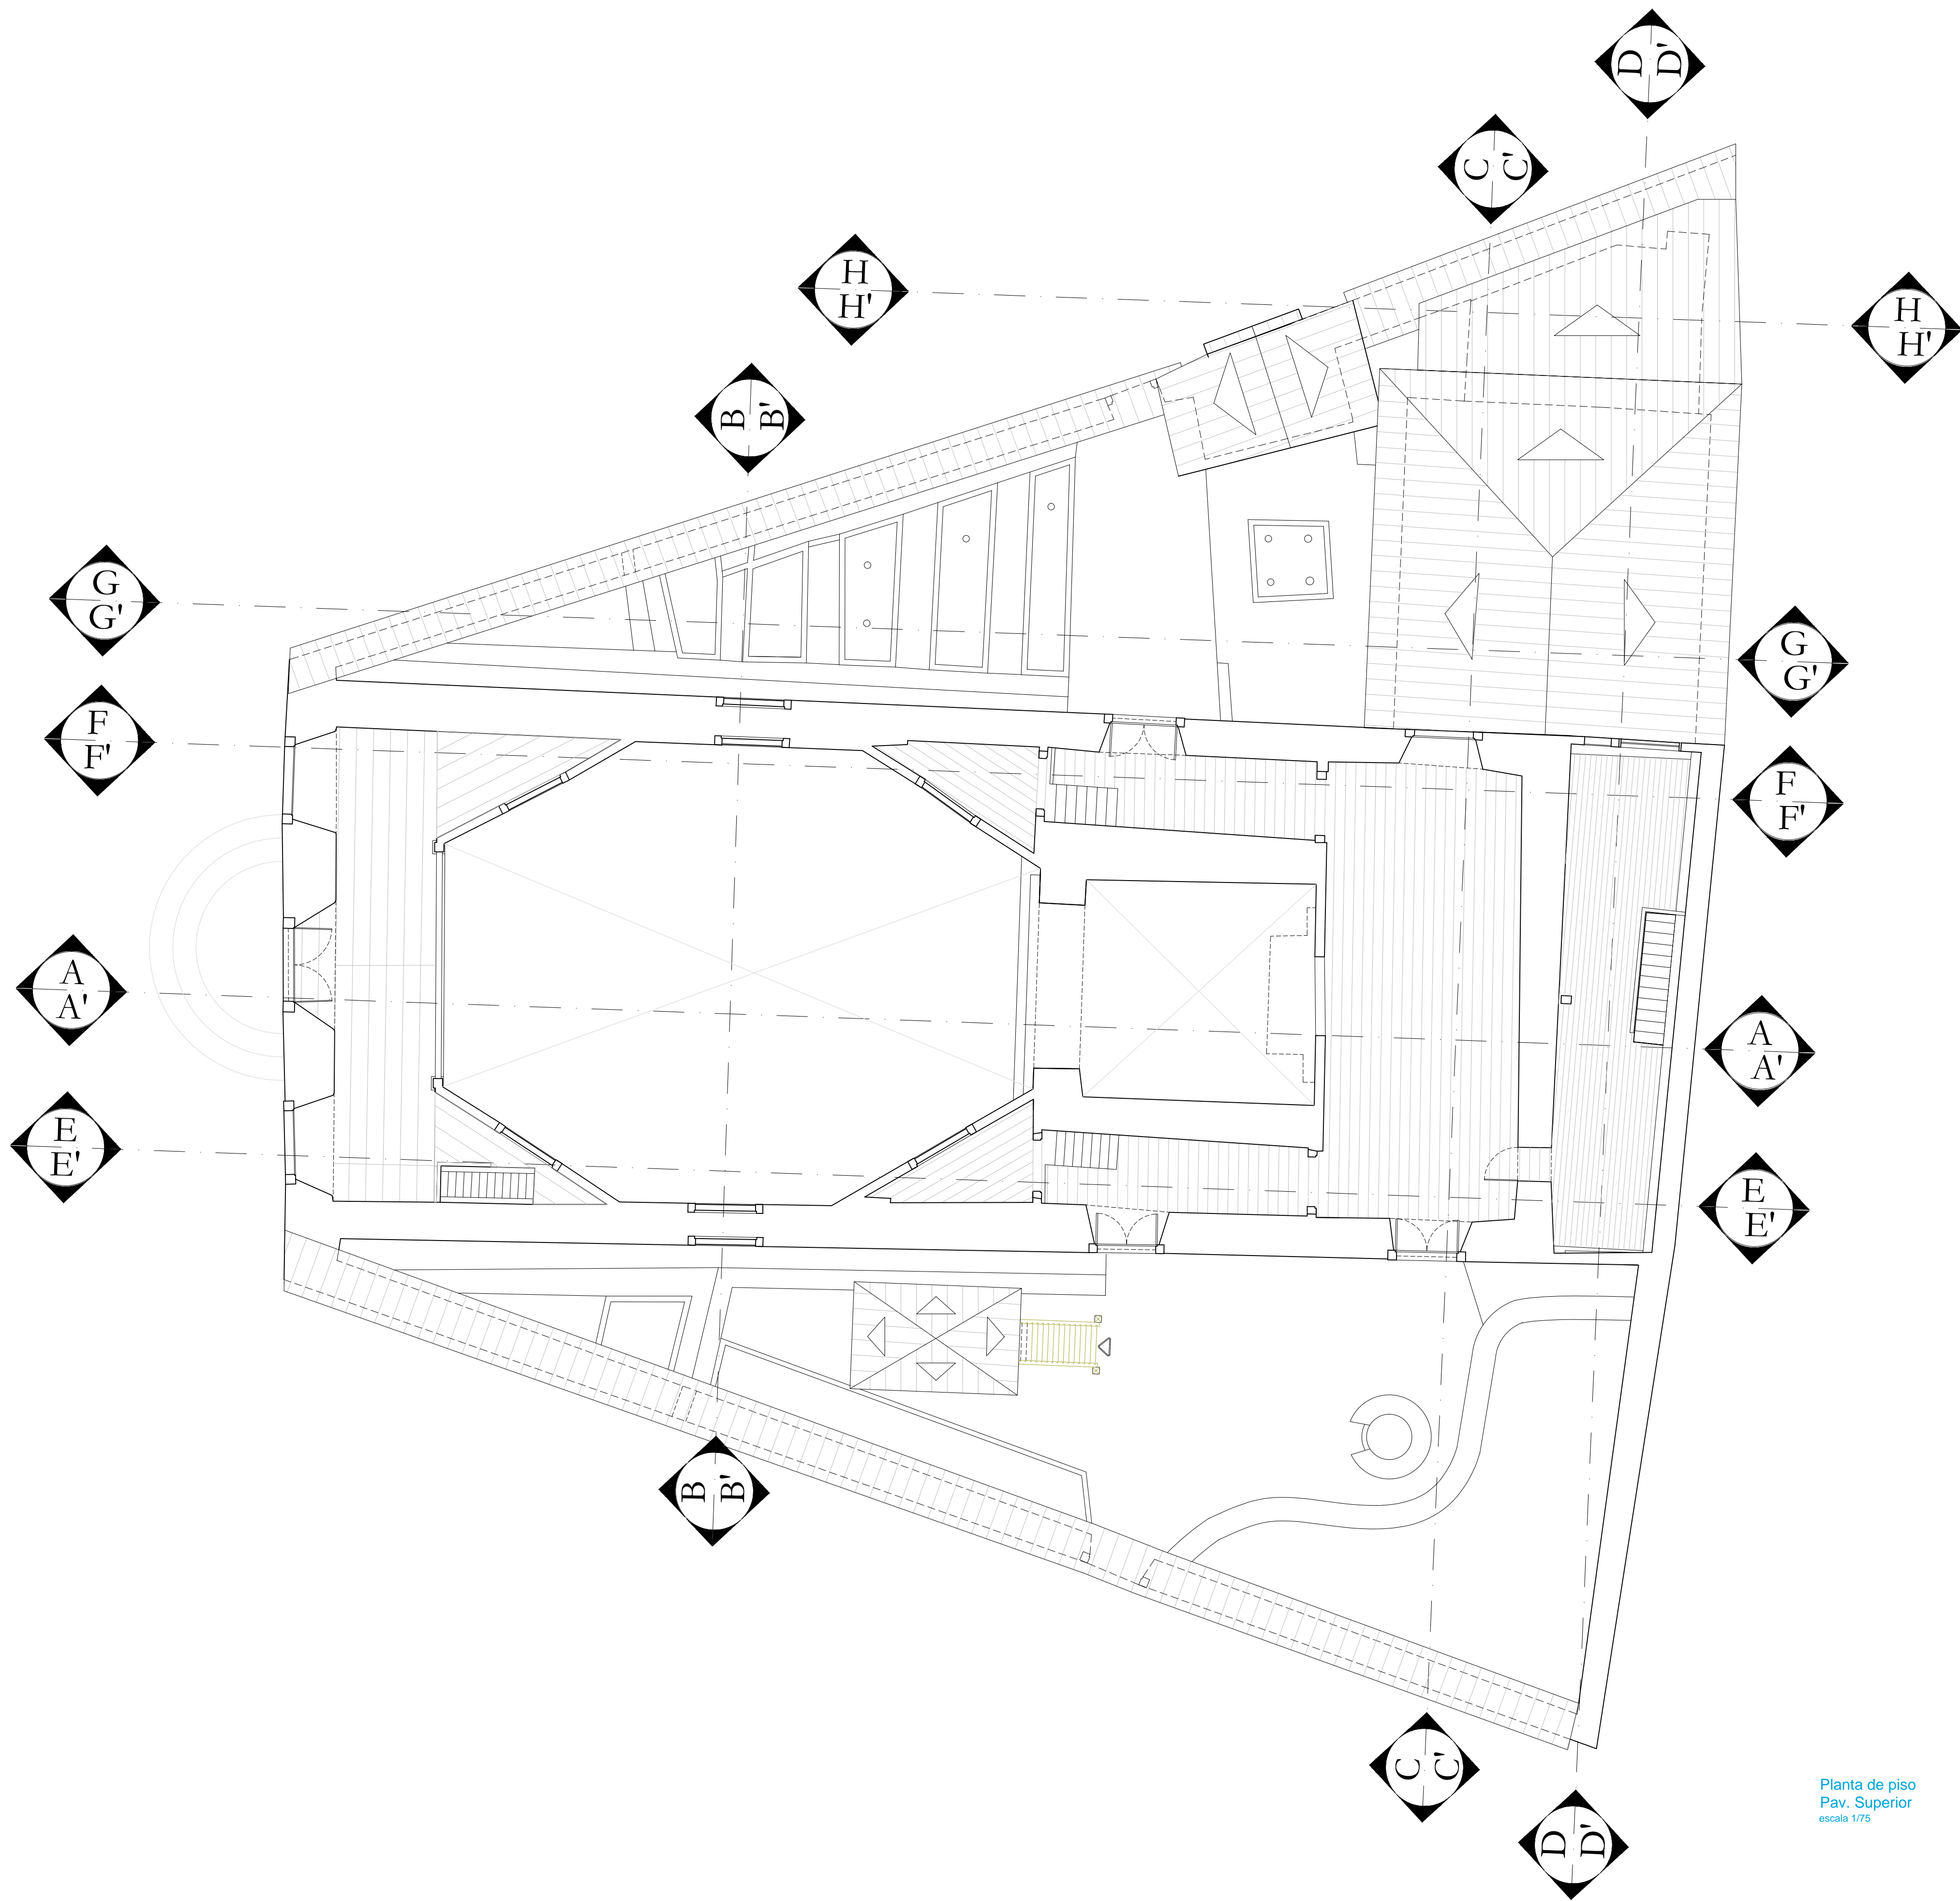 D
D'
C
C'
H
H'
H
H'
B
B'
G
G'
G
G'
F
F'
F
F'
A
A'
A
A'
E
E'
E
E'
B
B'
C
C'
D
D'
Planta de piso
Pav. Superior
escala 1/75